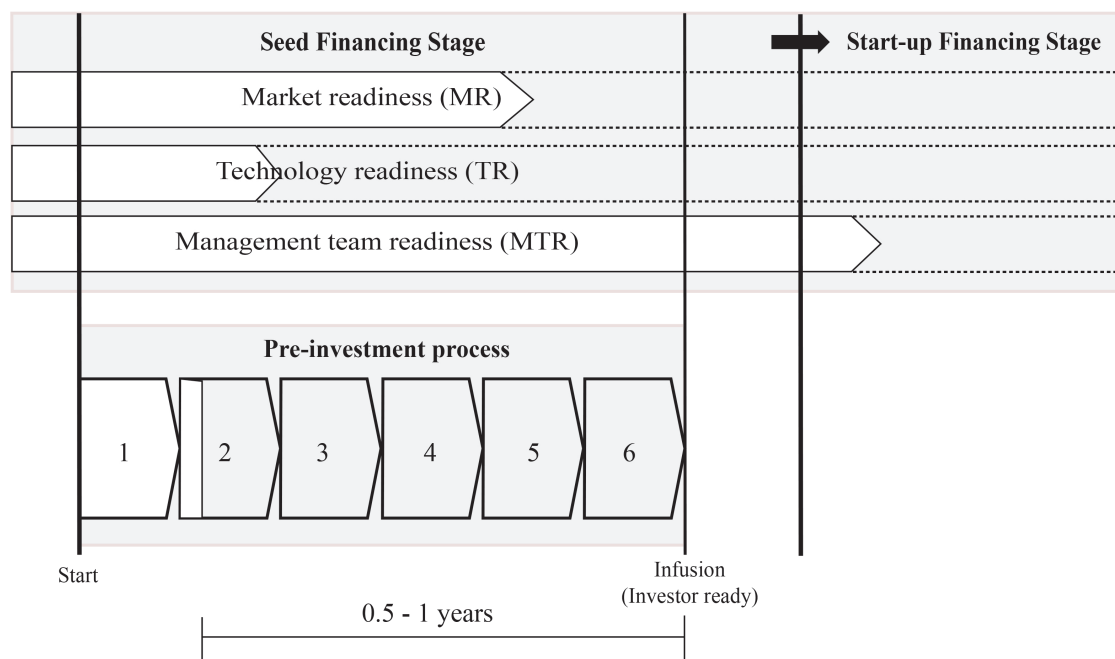 Seed Financing Stage
Start-up Financing Stage
Market readiness (MR)
Technology readiness (TR)
Management team readiness (MTR)
Pre-investment process
1 2 3 4 5 6
Start
Infusion
(Investor ready)
0.5 - 1 years